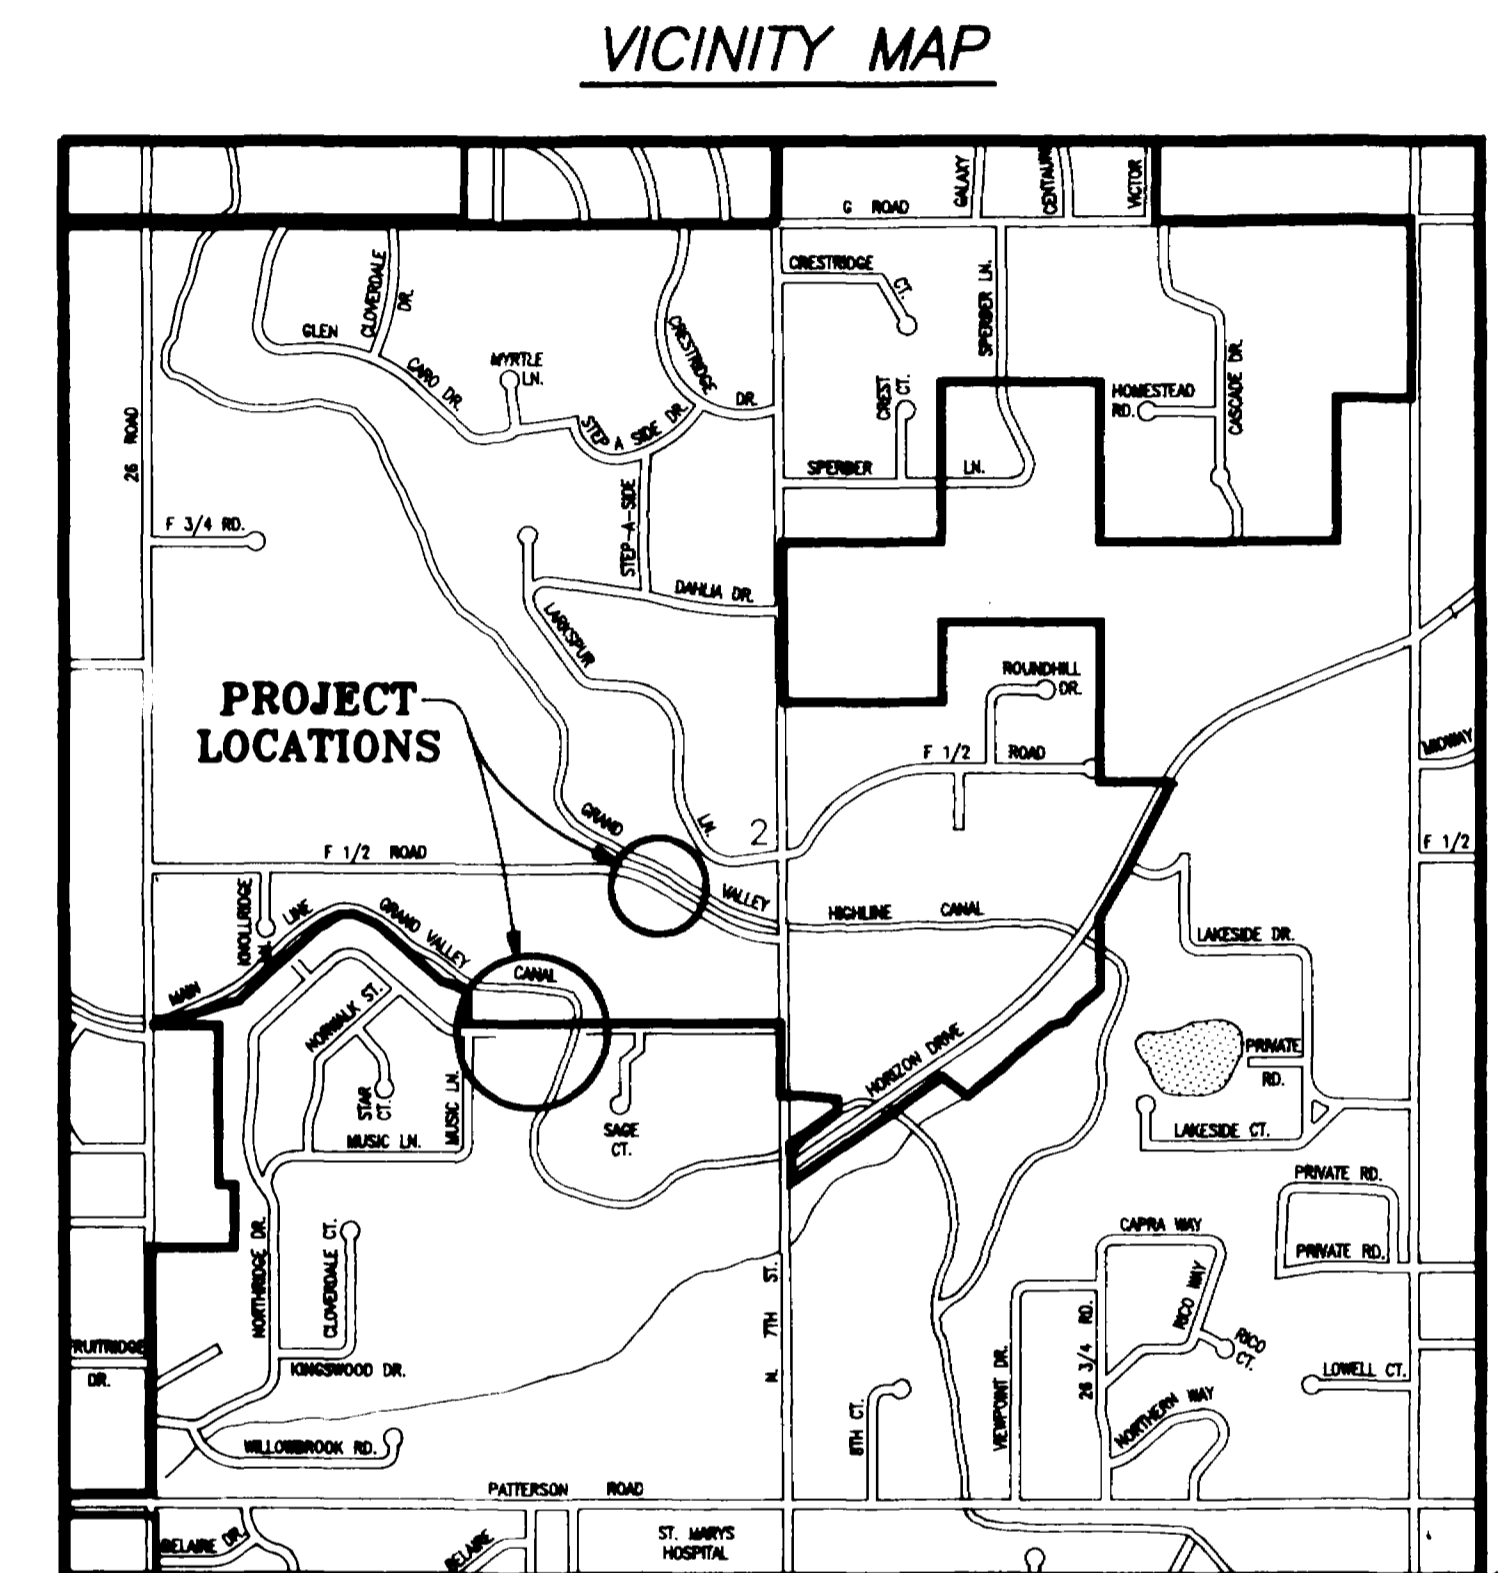 VICINITY MAP
G ROAD
GALAXY
CENTAURI
VICTOR
CRESTRIDGE
CT.
SPERBER LN.
CLOVERDALE
DR.
GLEN
CARO DR.
MYRTLE
LN.
CRESTRIDGE
DR.
STEP A SIDE DR.
CREST
CT.
HOMESTEAD
RD.
CASCADE DR.
26 ROAD
SPERBER LN.
F 3/4 RD.
STEP-A-SIDE
DAHLIA DR.
LARKSPUR
LN.
ROUNDHILL
DR.
PROJECT
LOCATIONS
F 1/2 ROAD
MIDWAY
2
GRAND
VALLEY
HIGHLINE CANAL
F 1/2 ROAD
F 1/2
KNOLLRIDGE
LN.
MAIN
LINE
GRAND VALLEY
CANAL
LAKESIDE DR.
NORWALK ST.
STAR
CT.
MUSIC LN.
MUSIC LN.
SAGE
CT.
HORIZON DRIVE
PRIVATE
RD.
LAKESIDE CT.
PRIVATE RD.
PRIVATE RD.
CAPRA WAY
RICO WAY
RICO
CT.
NORTHRIDGE DR.
CLOVERDALE CT.
KINGSWOOD DR.
N. 7TH ST.
26 3/4 RD.
VIEWPOINT DR.
LOWELL CT.
NORTHERN WAY
8TH CT.
RUITRIDGE
DR.
WILLOWBROOK RD.
PATTERSON ROAD
BELAIRE DR.
BELAIRE
ST. MARYS
HOSPITAL